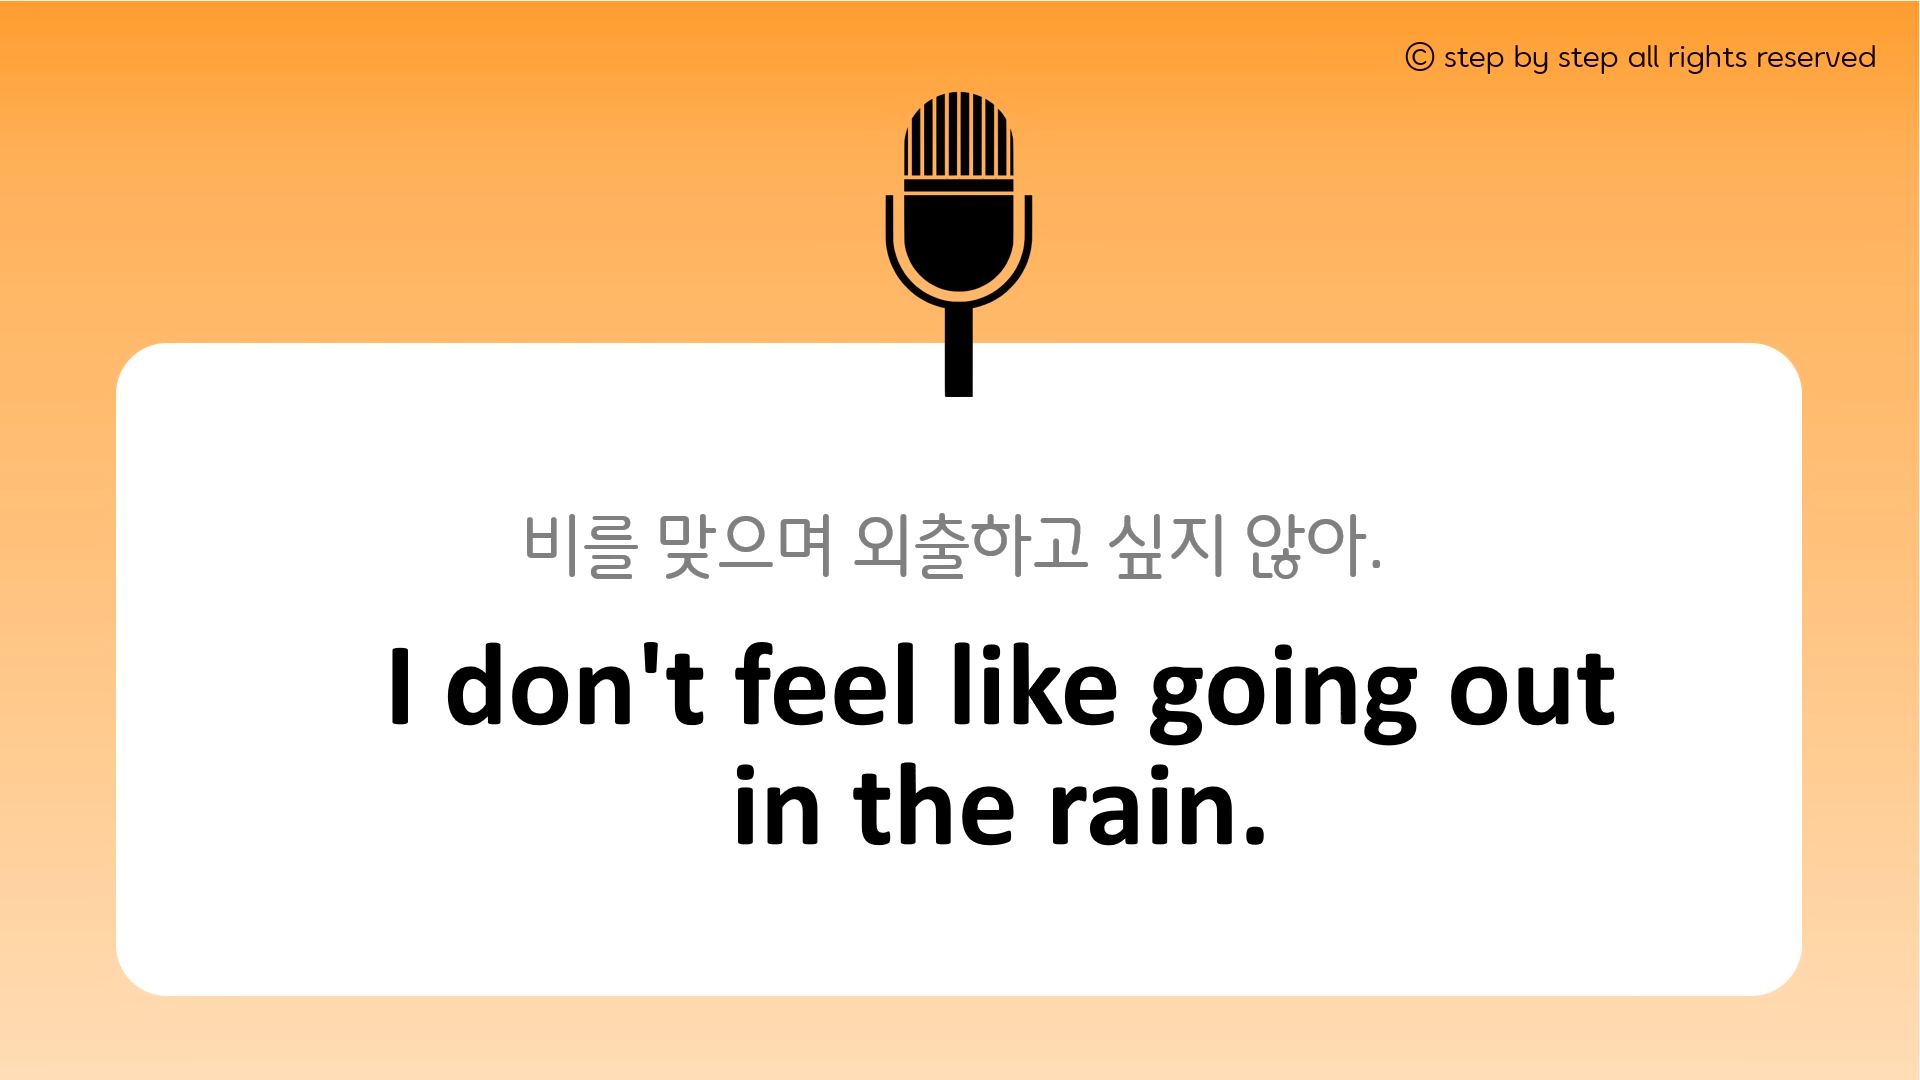 © step by step all rights reserved
비를 맞으며 외출하고 싶지 않아.
I don't feel like going out
in the rain.